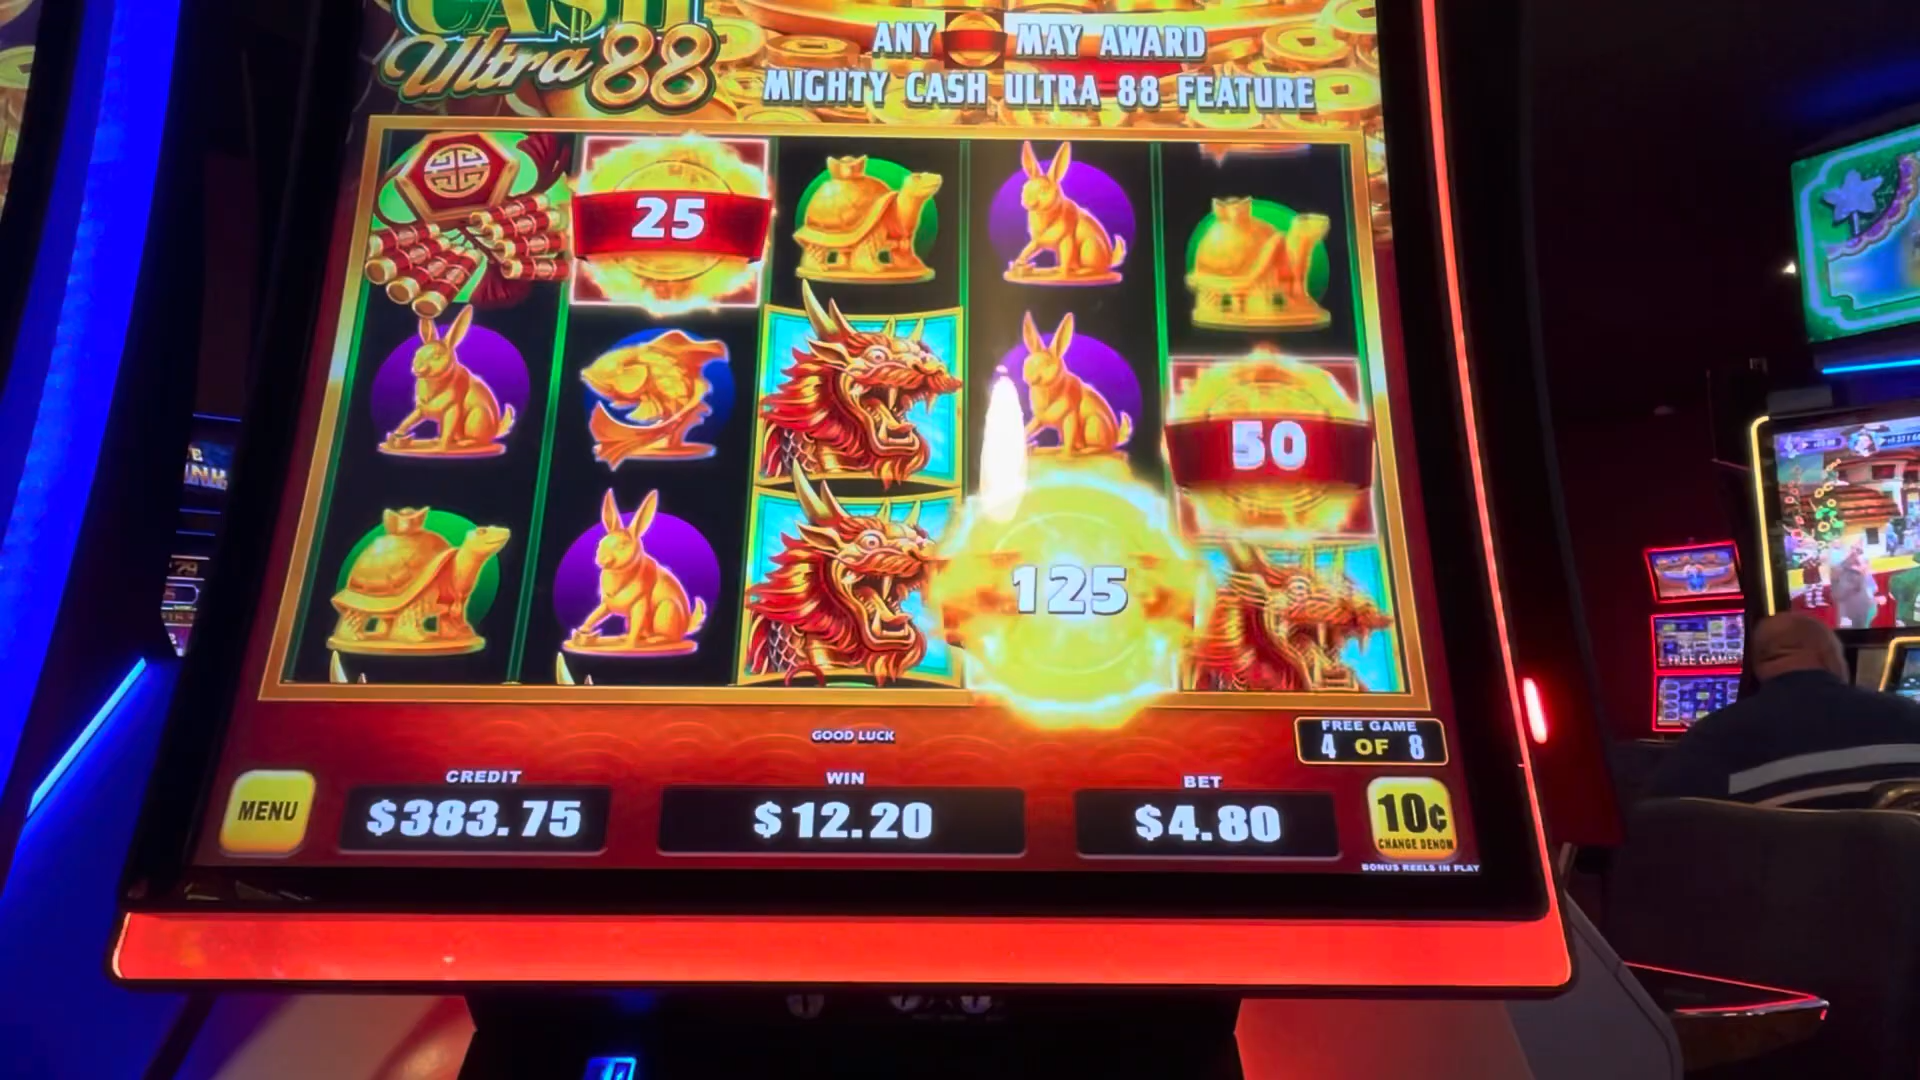 CASH
Ultra 88
ANY MAY AWARD
MIGHTY CASH ULTRA 88 FEATURE
25
50
125
GOOD LUCK
FREE GAME
4 OF 8
MENU
CREDIT
$383.75
WIN
$12.20
BET
$4.80
10¢
CHANGE DENOM
BONUS REELS IN PLAY
FREE GAMES